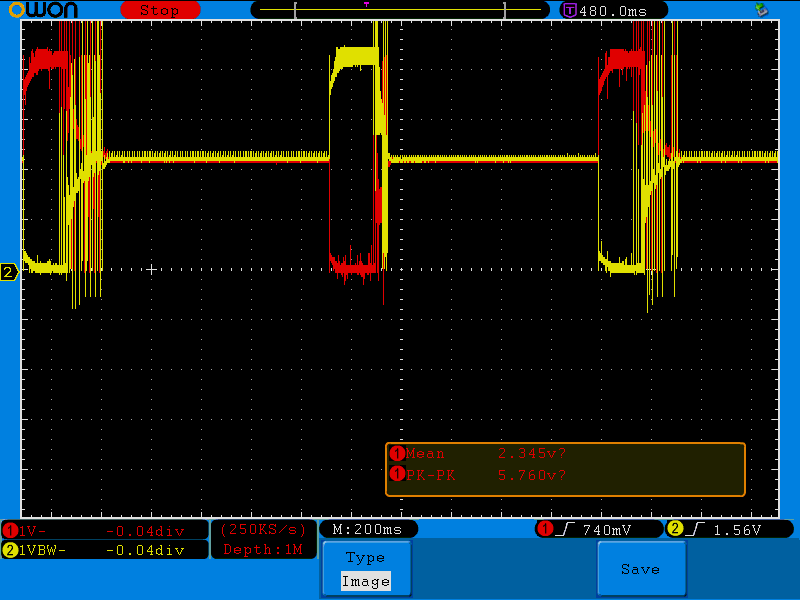 OWON Stop T T 480.0ms
2
1 Mean 2.345v?
1 PK-PK 5.760v?
1 1V- -0.04div (250KS/s) M:200ms 1 740mV 2 1.56V
2 1VBW- -0.04div Depth:1M
Type
Image
Save